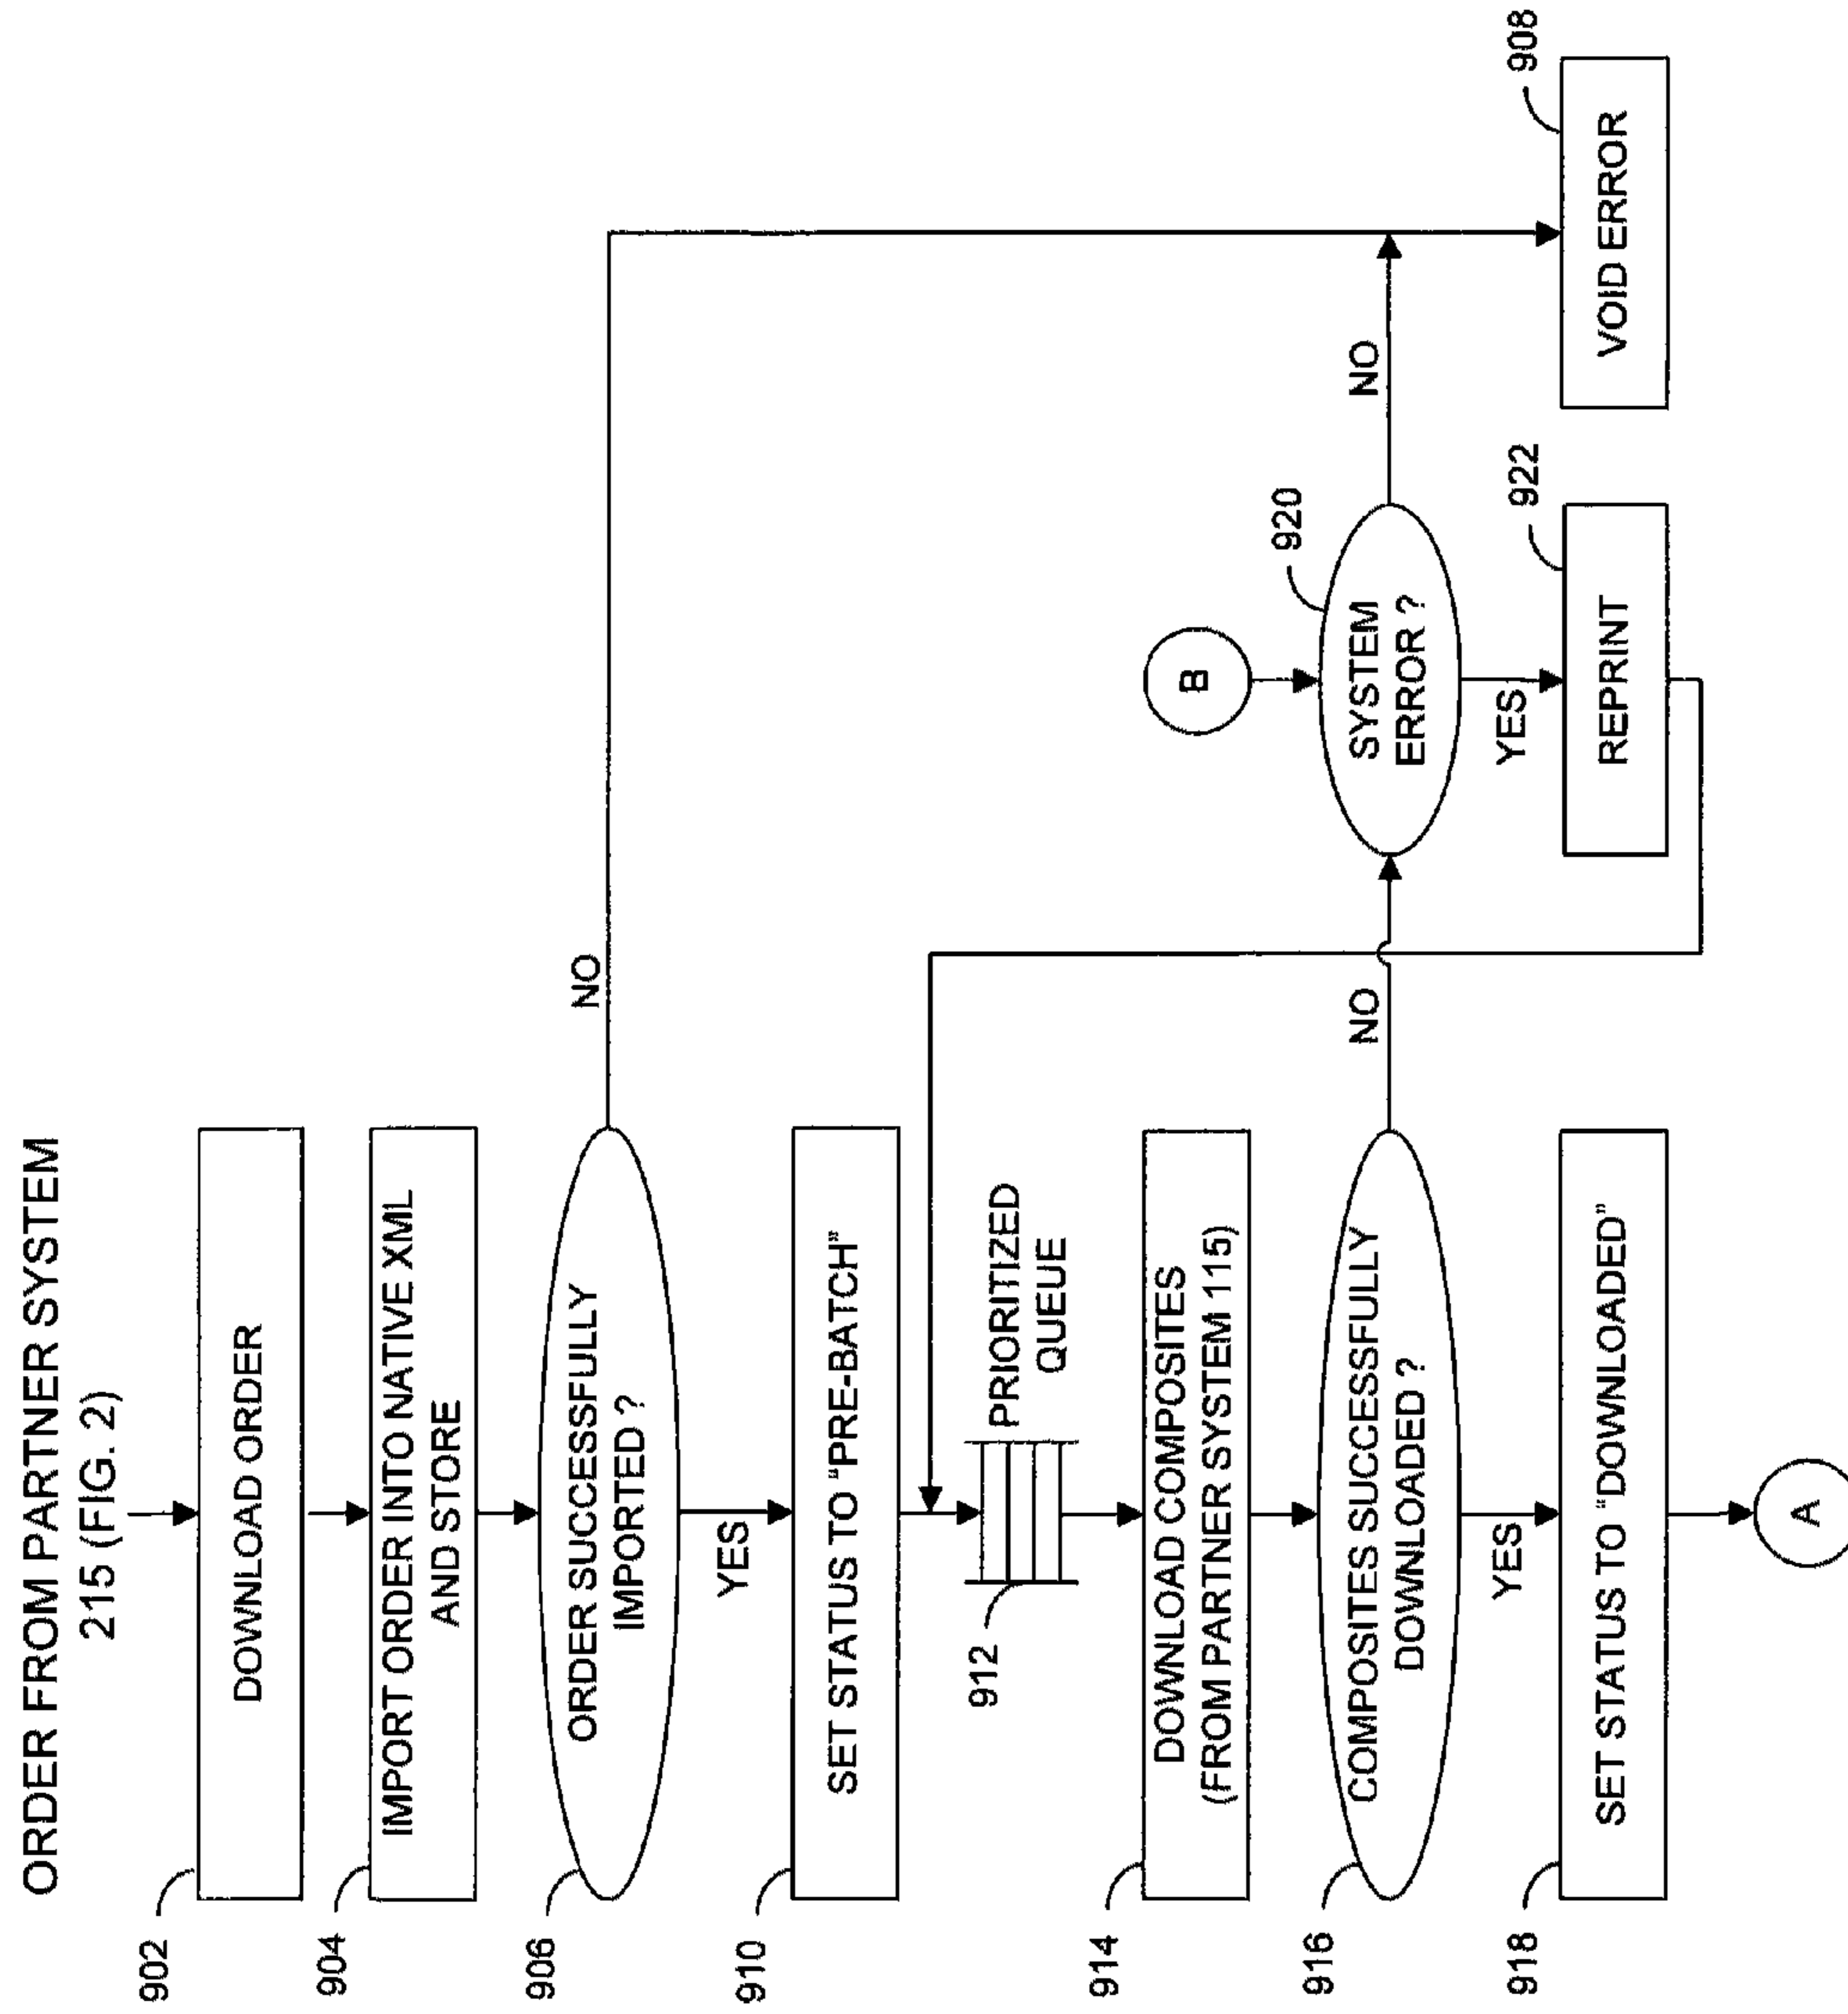 ORDER FROM PARTNER SYSTEM
215 (FIG. 2)
902
DOWNLOAD ORDER
904
IMPORT ORDER INTO NATIVE XML
AND STORE
906
ORDER SUCCESSFULLY
IMPORTED ?
NO
YES
910
SET STATUS TO "PRE-BATCH"
912
PRIORITIZED
QUEUE
914
DOWNLOAD COMPOSITES
(FROM PARTNER SYSTEM 115)
916
COMPOSITES SUCCESSFULLY
DOWNLOADED ?
NO
YES
B
920
SYSTEM
ERROR ?
NO
YES
918
SET STATUS TO "DOWNLOADED"
922
REPRINT
908
VOID ERROR
A